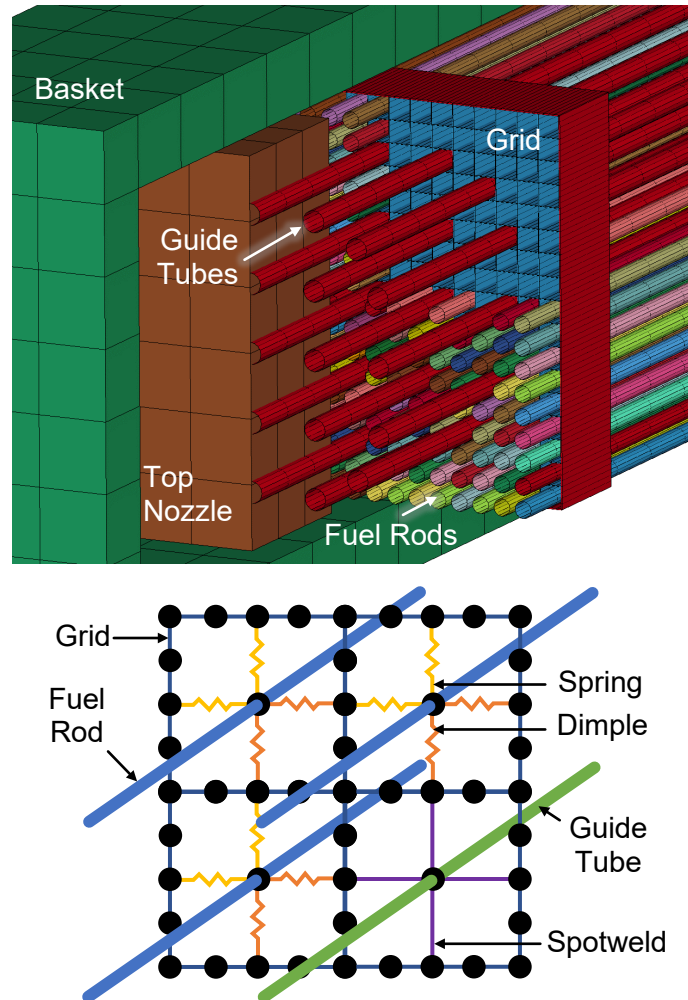 Basket
Grid
Guide
Tubes
Top
Nozzle
Fuel Rods
Grid
Fuel
Rod
Spring
Dimple
Guide
Tube
Spotweld